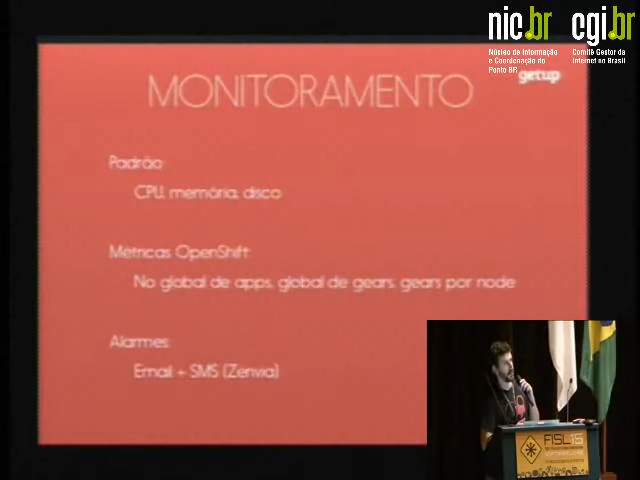 nic.br cgi.br
Núcleo de Informação
e Coordenação do
Ponto BR
Comitê Gestor da
Internet no Brasil
getup
MONITORAMENTO
Padrão:
CPU, memória, disco
Métricas OpenShift:
No global de apps, global de gears, gears por node
Alarmes:
Email + SMS (Zenvia)
FISL15